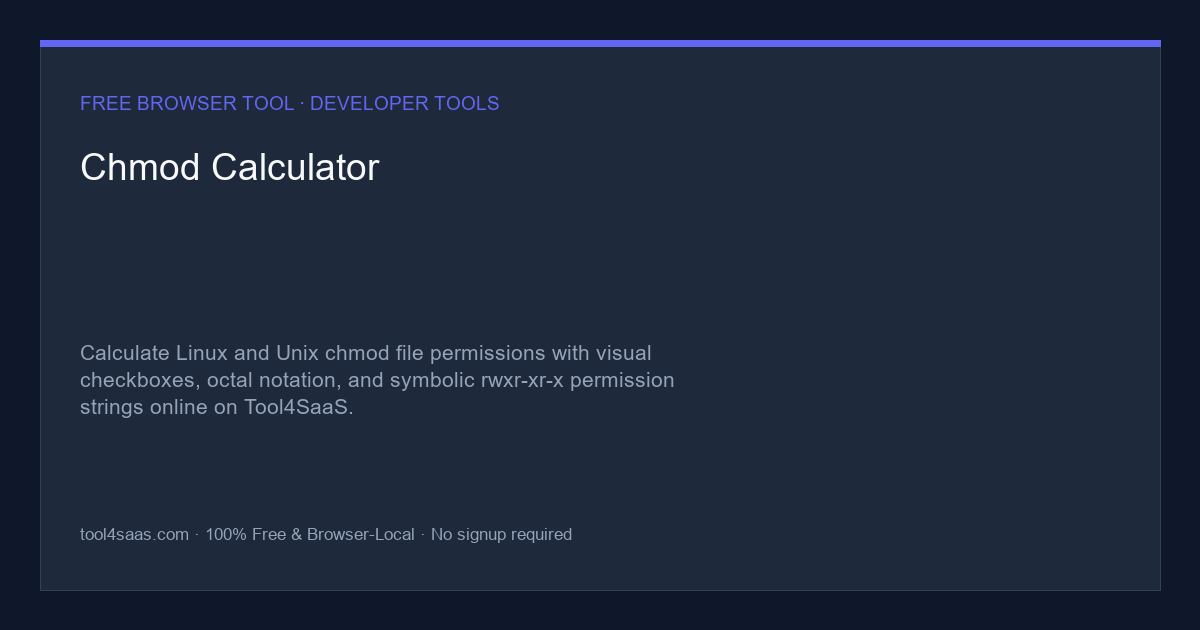 FREE BROWSER TOOL · DEVELOPER TOOLS
Chmod Calculator
Calculate Linux and Unix chmod file permissions with visual
checkboxes, octal notation, and symbolic rwxr-xr-x permission
strings online on Tool4SaaS.
tool4saas.com · 100% Free & Browser-Local · No signup required